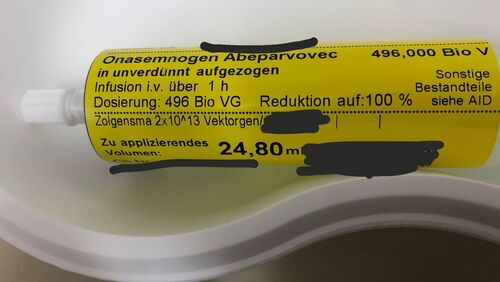 Onasemnogen Abeparvovec 496,000 Bio V
in unverdünnt aufgezogen
Infusion i.v. über 1 h
Sonstige
Dosierung: 496 Bio VG Reduktion auf:100 %
Bestandteile
siehe AID
Zolgensma 2x10^13 Vektorgen/
Zu applizierendes
Volumen:
24,80m